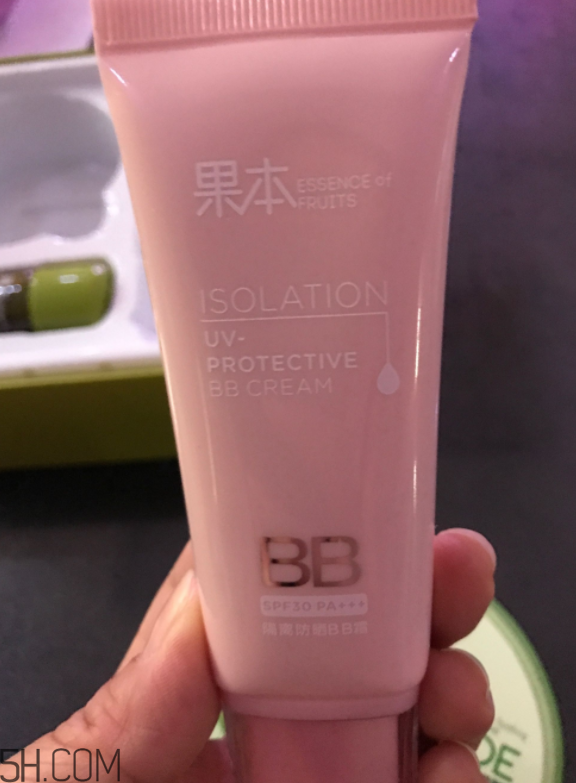 果本 ESSENCE of
FRUITS
ISOLATION
UV-
PROTECTIVE
BB CREAM
BB
SPF30 PA+++
隔离防晒BB霜
5H.COM
DE